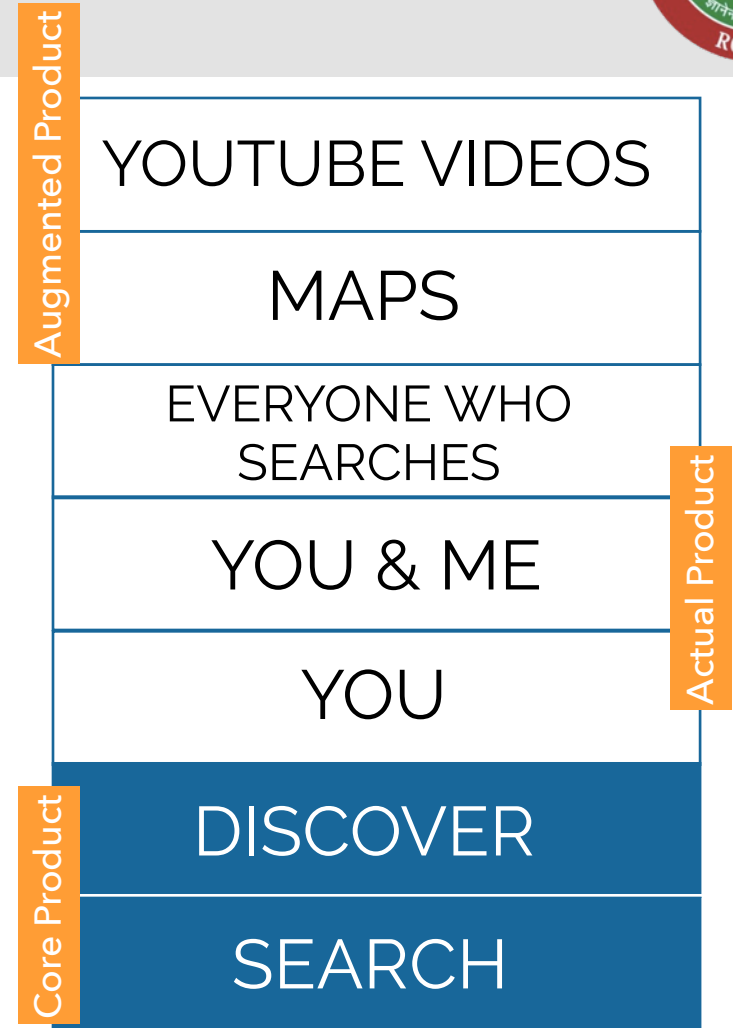 Augmented Product
YOUTUBE VIDEOS
MAPS
EVERYONE WHO
SEARCHES
Actual Product
YOU & ME
YOU
Core Product
DISCOVER
SEARCH